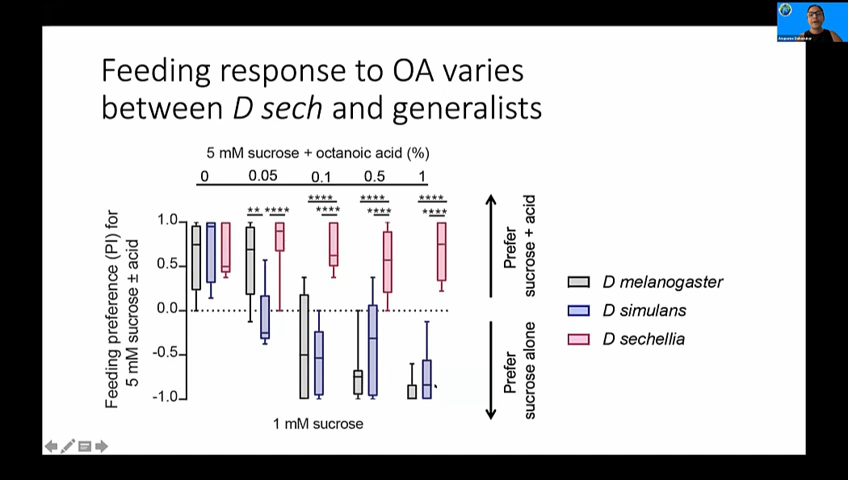 Feeding response to OA varies
between D sech and generalists
5 mM sucrose + octanoic acid (%)
0 0.05 0.1 0.5 1
**** **** ****
** **** **** **** ****
1.0
0.5
0.0
-0.5
-1.0
Feeding preference (PI) for
5 mM sucrose ± acid
1 mM sucrose
Prefer
sucrose + acid
Prefer
sucrose alone
D melanogaster
D simulans
D sechellia